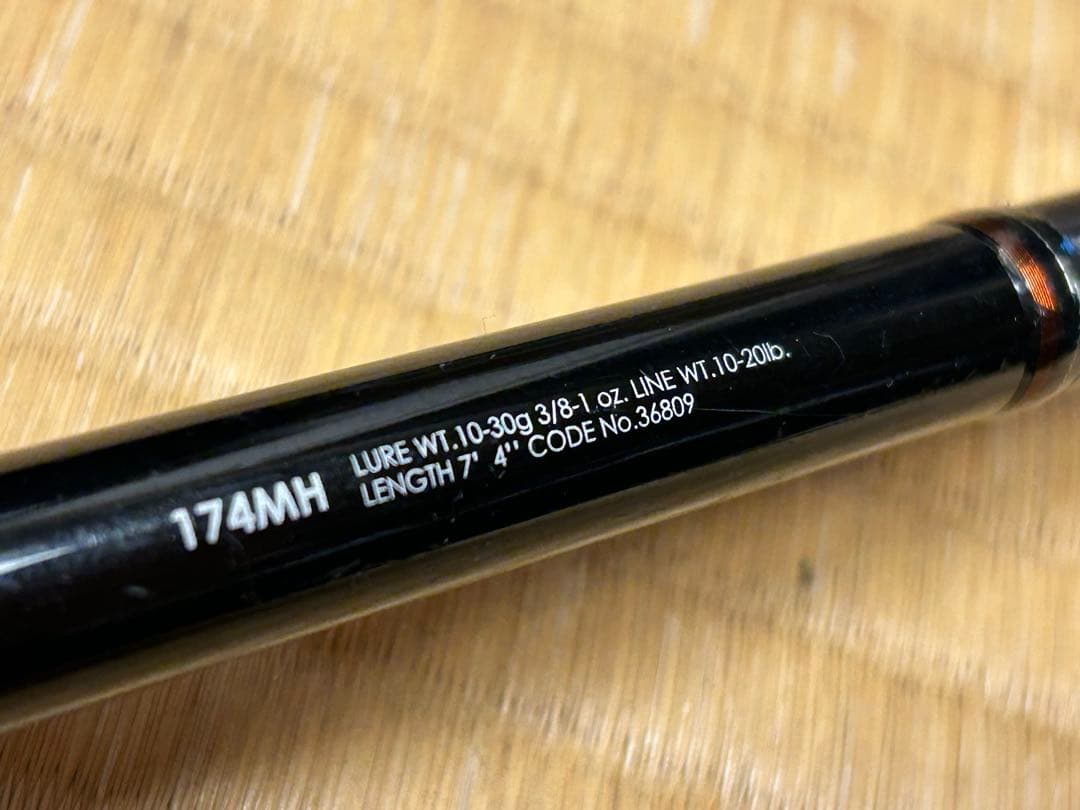 174MH
LURE WT.10-30g 3/8-1 oz. LINE WT.10-20lb.
LENGTH 7' 4'' CODE No.36809